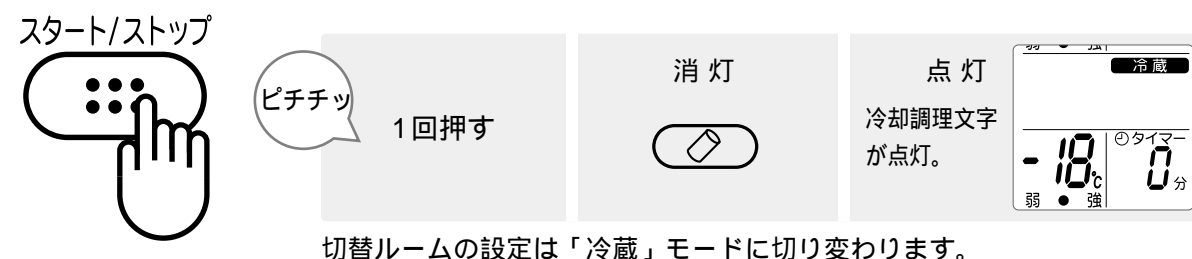 スタート/ストップ
ピチチッ
1回押す
消灯
点灯
冷却調理文字
が点灯。
弱 ● 強
冷蔵
-18℃
弱 ● 強
タイマー
0分
切替ルームの設定は「冷蔵」モードに切り変わります。